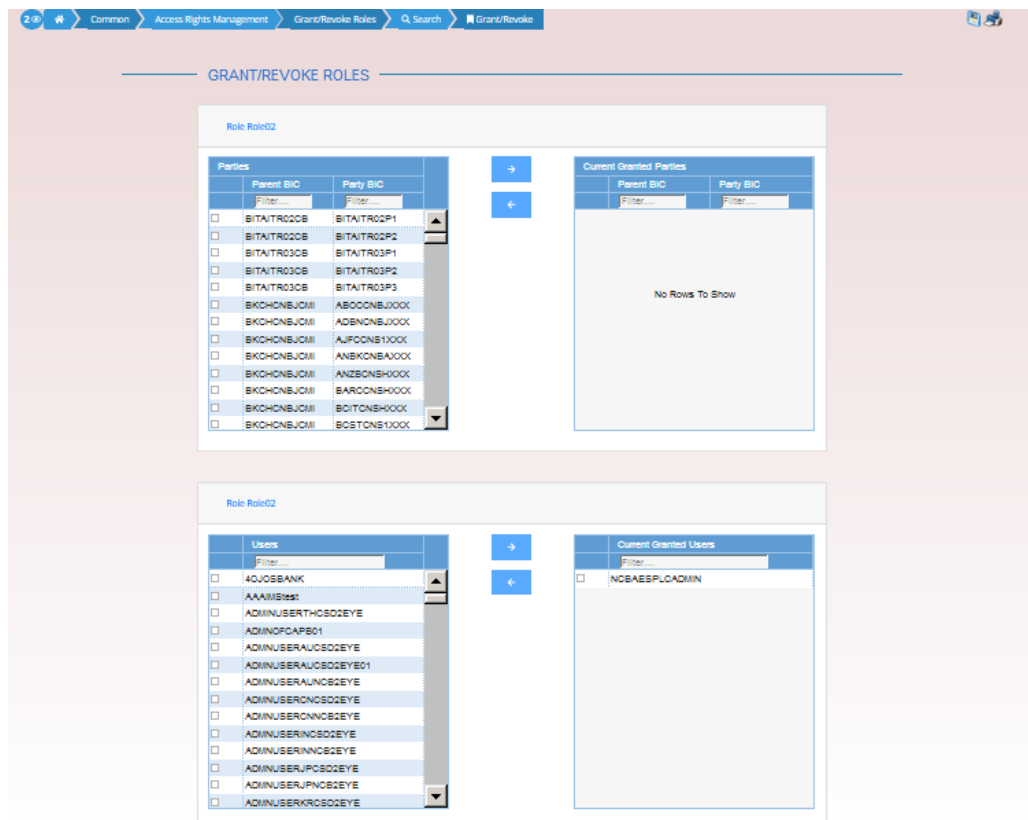 2
Common
Access Rights Management
Grant/Revoke Roles
Search
Grant/Revoke
GRANT/REVOKE ROLES
Role Role02
Parties
Parent BIC Party BIC
Filter.... Filter....
BITAITR02CB BITAITR02P1
BITAITR02CB BITAITR02P2
BITAITR03CB BITAITR03P1
BITAITR03CB BITAITR03P2
BITAITR03CB BITAITR03P3
BKCHCNBJCMI ABOCCNBJXXX
BKCHCNBJCMI ADBNCNBJXXX
BKCHCNBJCMI AJFCCNS1XXX
BKCHCNBJCMI ANBKCNBAXXX
BKCHCNBJCMI ANZBCNSHXXX
BKCHCNBJCMI BARCCNSHXXX
BKCHCNBJCMI BCITCNSHXXX
BKCHCNBJCMI BCSTCNS1XXX
Current Granted Parties
Parent BIC Party BIC
Filter.... Filter....
No Rows To Show
Role Role02
Users
Filter....
4OJOSBANK
AAAIMStest
ADMINUSERTHCSD2EYE
ADMNOFCAPB01
ADMNUSERAUCSD2EYE
ADMNUSERAUCSD2EYE01
ADMNUSERAUNCB2EYE
ADMNUSERCNCSD2EYE
ADMNUSERCNNCB2EYE
ADMNUSERINCSD2EYE
ADMNUSERINNCB2EYE
ADMNUSERJPCSD2EYE
ADMNUSERJPNCB2EYE
ADMNUSERKRCSD2EYE
Current Granted Users
Filter....
NCBAESPLCADMIN